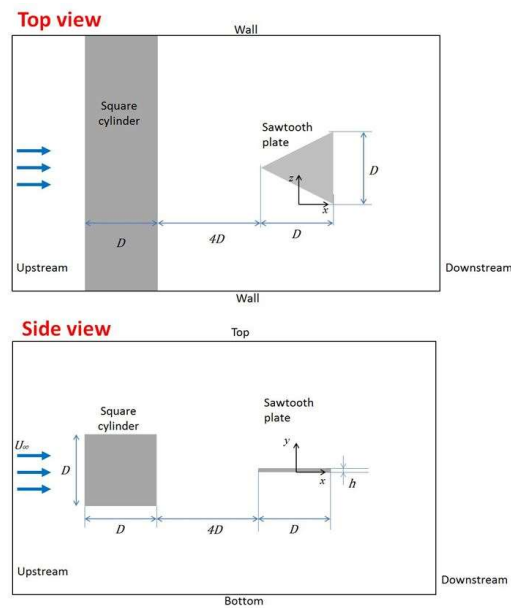 Top view
Wall
Square
cylinder
Sawtooth
plate
z
x
D
D
4D
D
Upstream
Downstream
Wall
Side view
Top
Square
cylinder
Sawtooth
plate
U∞
y
D
x
h
D
4D
D
Upstream
Downstream
Bottom